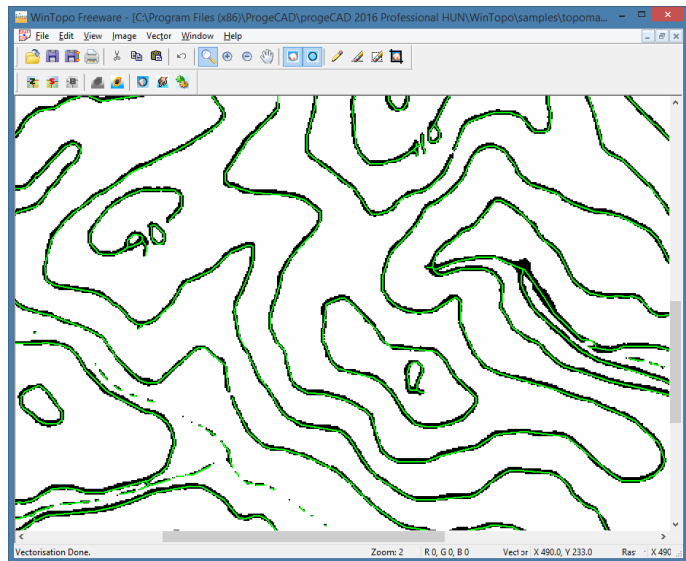 WinTopo Freeware - [C:\Program Files (x86)\ProgeCAD\progeCAD 2016 Professional HUN\WinTopo\samples\topoma...
File Edit View Image Vector Window Help
90
Vectorisation Done. Zoom: 2 R 0, G 0, B 0 Vector X 490.0, Y 233.0 Ras X 490